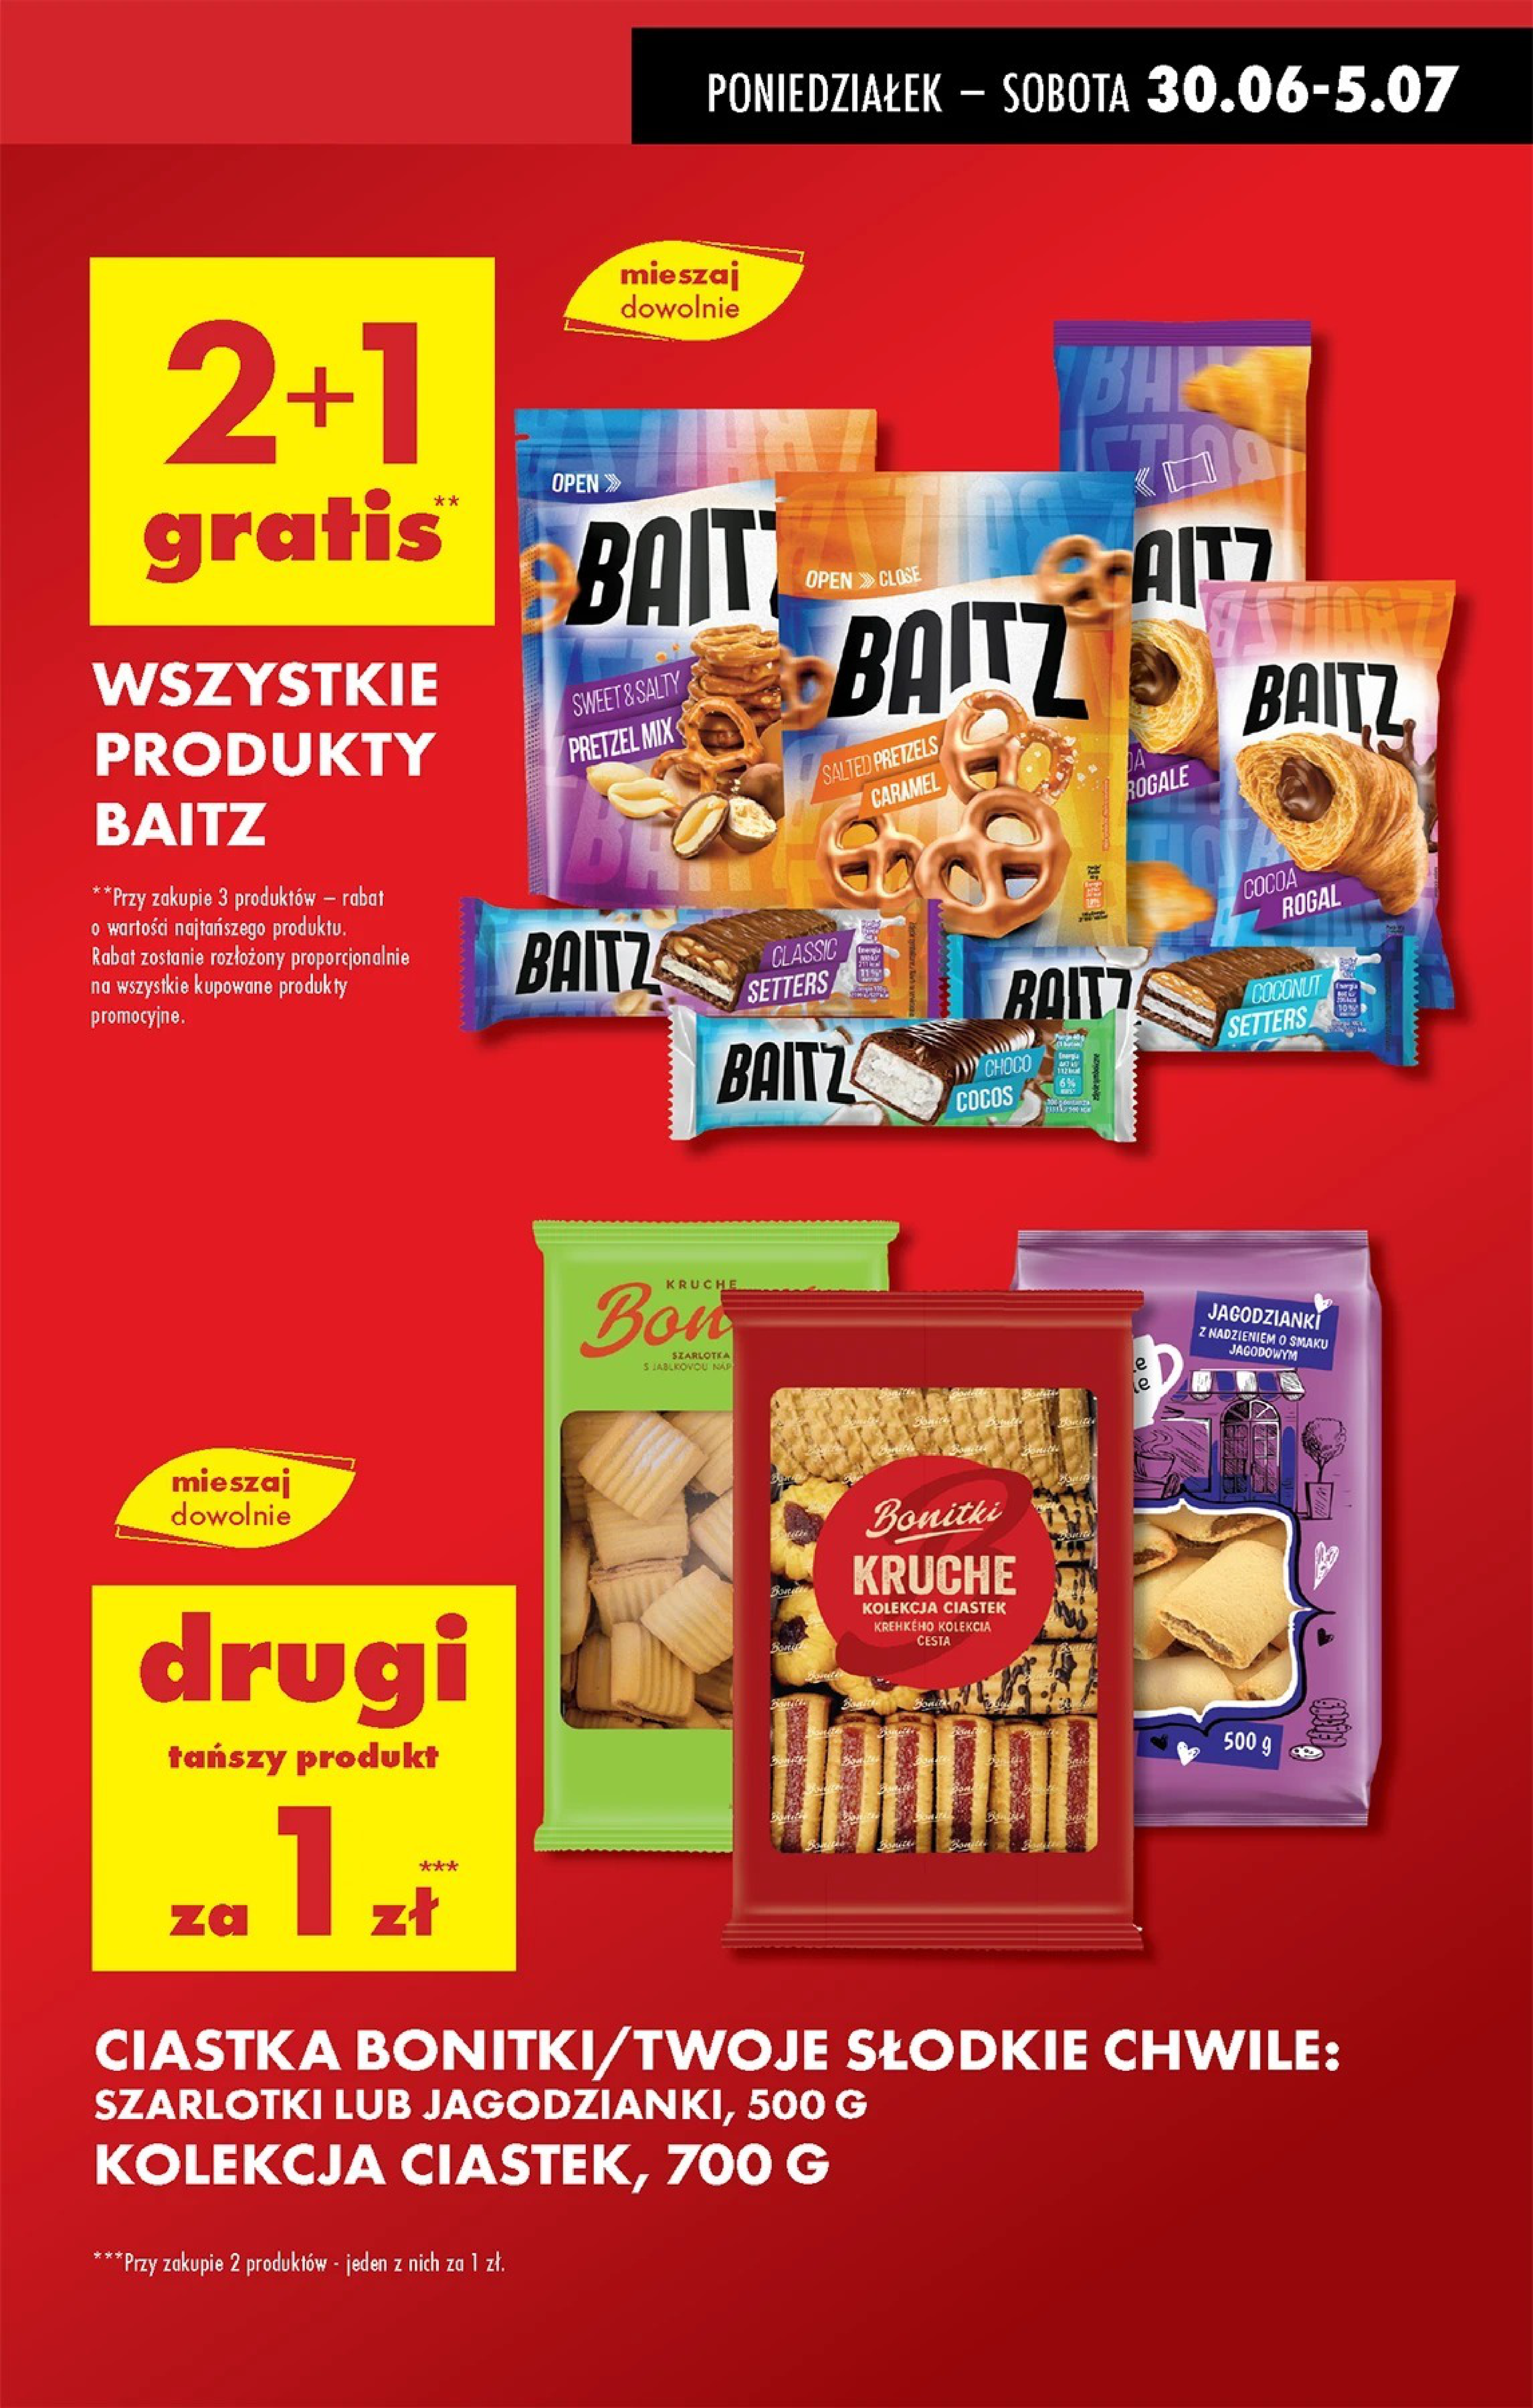 PONIEDZIAŁEK – SOBOTA 30.06-5.07
mieszaj
dowolnie
2+1
gratis**
WSZYSTKIE
PRODUKTY
BAITZ
**Przy zakupie 3 produktów – rabat
o wartości najtańszego produktu.
Rabat zostanie rozłożony proporcjonalnie
na wszystkie kupowane produkty
promocyjne.
OPEN
BAITZ
SWEET & SALTY
PRETZEL MIX
OPEN CLOSE
BAITZ
SALTED PRETZELS
CARAMEL
AITZ
ROGALE
BAITZ
COCOA
ROGAL
BAITZ
CLASSIC
SETTERS
BAITZ
COCONUT
SETTERS
BAITZ
CHOCO
COCOS
KRUCHE
Bon
SZARLOTKA
S JABLKOVOU
JAGODZIANKI
Z NADZIENIEM O SMAKU
JAGODOWYM
500 g
Bonitki
KRUCHE
KOLEKCJA CIASTEK
KREHKÉHO KOLEKCIA
CESTA
mieszaj
dowolnie
drugi
tańszy produkt
za 1 zł***
CIASTKA BONITKI/TWOJE SŁODKIE CHWILE:
SZARLOTKI LUB JAGODZIANKI, 500 G
KOLEKCJA CIASTEK, 700 G
***Przy zakupie 2 produktów - jeden z nich za 1 zł.